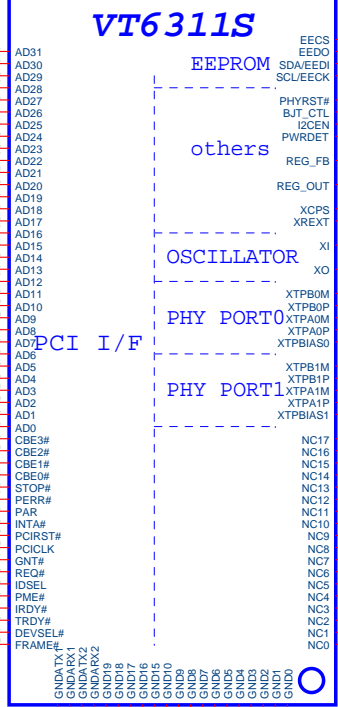 VT6311S
AD31
AD30
AD29
AD28
AD27
AD26
AD25
AD24
AD23
AD22
AD21
AD20
AD19
AD18
AD17
AD16
AD15
AD14
AD13
AD12
AD11
AD10
AD9
AD8
AD7
AD6
AD5
AD4
AD3
AD2
AD1
AD0
CBE3#
CBE2#
CBE1#
CBE0#
STOP#
PERR#
PAR
INTA#
PCIRST#
PCICLK
GNT#
REQ#
IDSEL
PME#
IRDY#
TRDY#
DEVSEL#
FRAME#
PCI I/F
EEPROM
others
OSCILLATOR
PHY PORT0
PHY PORT1
EECS
EEDO
SDA/EEDI
SCL/EECK
PHYRST#
BJT_CTL
I2CEN
PWRDET
REG_FB
REG_OUT
XCPS
XREXT
XI
XO
XTPB0M
XTPB0P
XTPA0M
XTPA0P
XTPBIAS0
XTPB1M
XTPB1P
XTPA1M
XTPA1P
XTPBIAS1
NC17
NC16
NC15
NC14
NC13
NC12
NC11
NC10
NC9
NC8
NC7
NC6
NC5
NC4
NC3
NC2
NC1
NC0
GNDATX1
GNDARX1
GNDATX2
GNDARX2
GND19
GND18
GND17
GND16
GND15
GND10
GND9
GND8
GND7
GND6
GND5
GND4
GND3
GND2
GND1
GND0